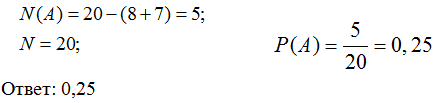 N(A) = 20 − (8 + 7) = 5;
N = 20;
P(A) = 5/20 = 0, 25
Ответ: 0,25